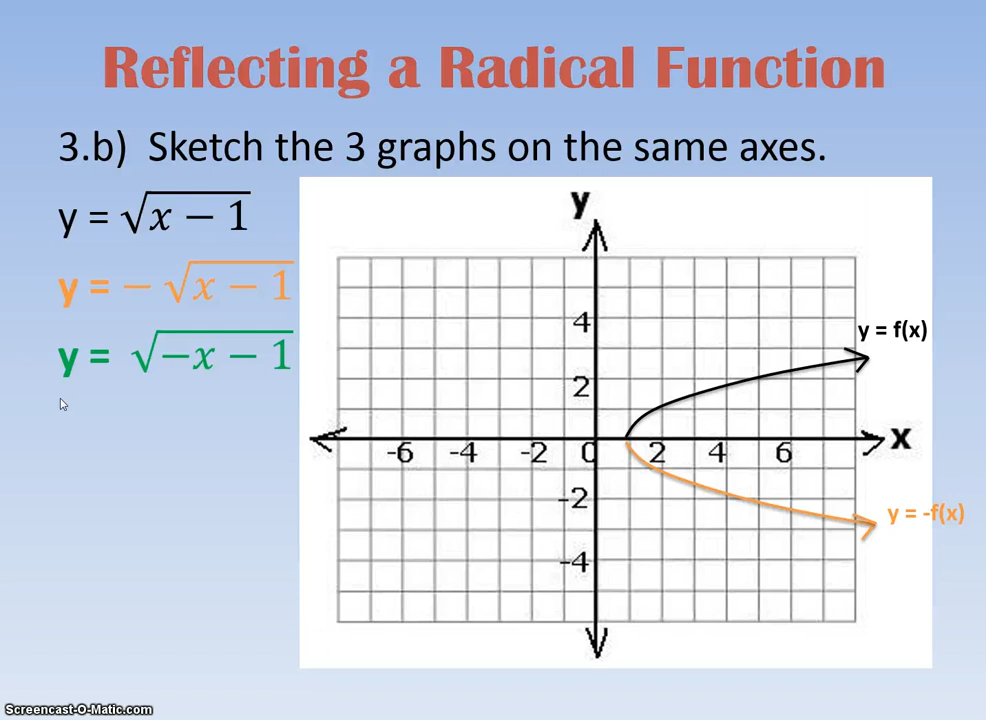 Reflecting a Radical Function
3.b) Sketch the 3 graphs on the same axes.
y = √x − 1
y = − √x − 1
y = √−x − 1
y
4
y = f(x)
2
x
-6 -4 -2 0 2 4 6
-2
y = -f(x)
-4
Screencast-O-Matic.com